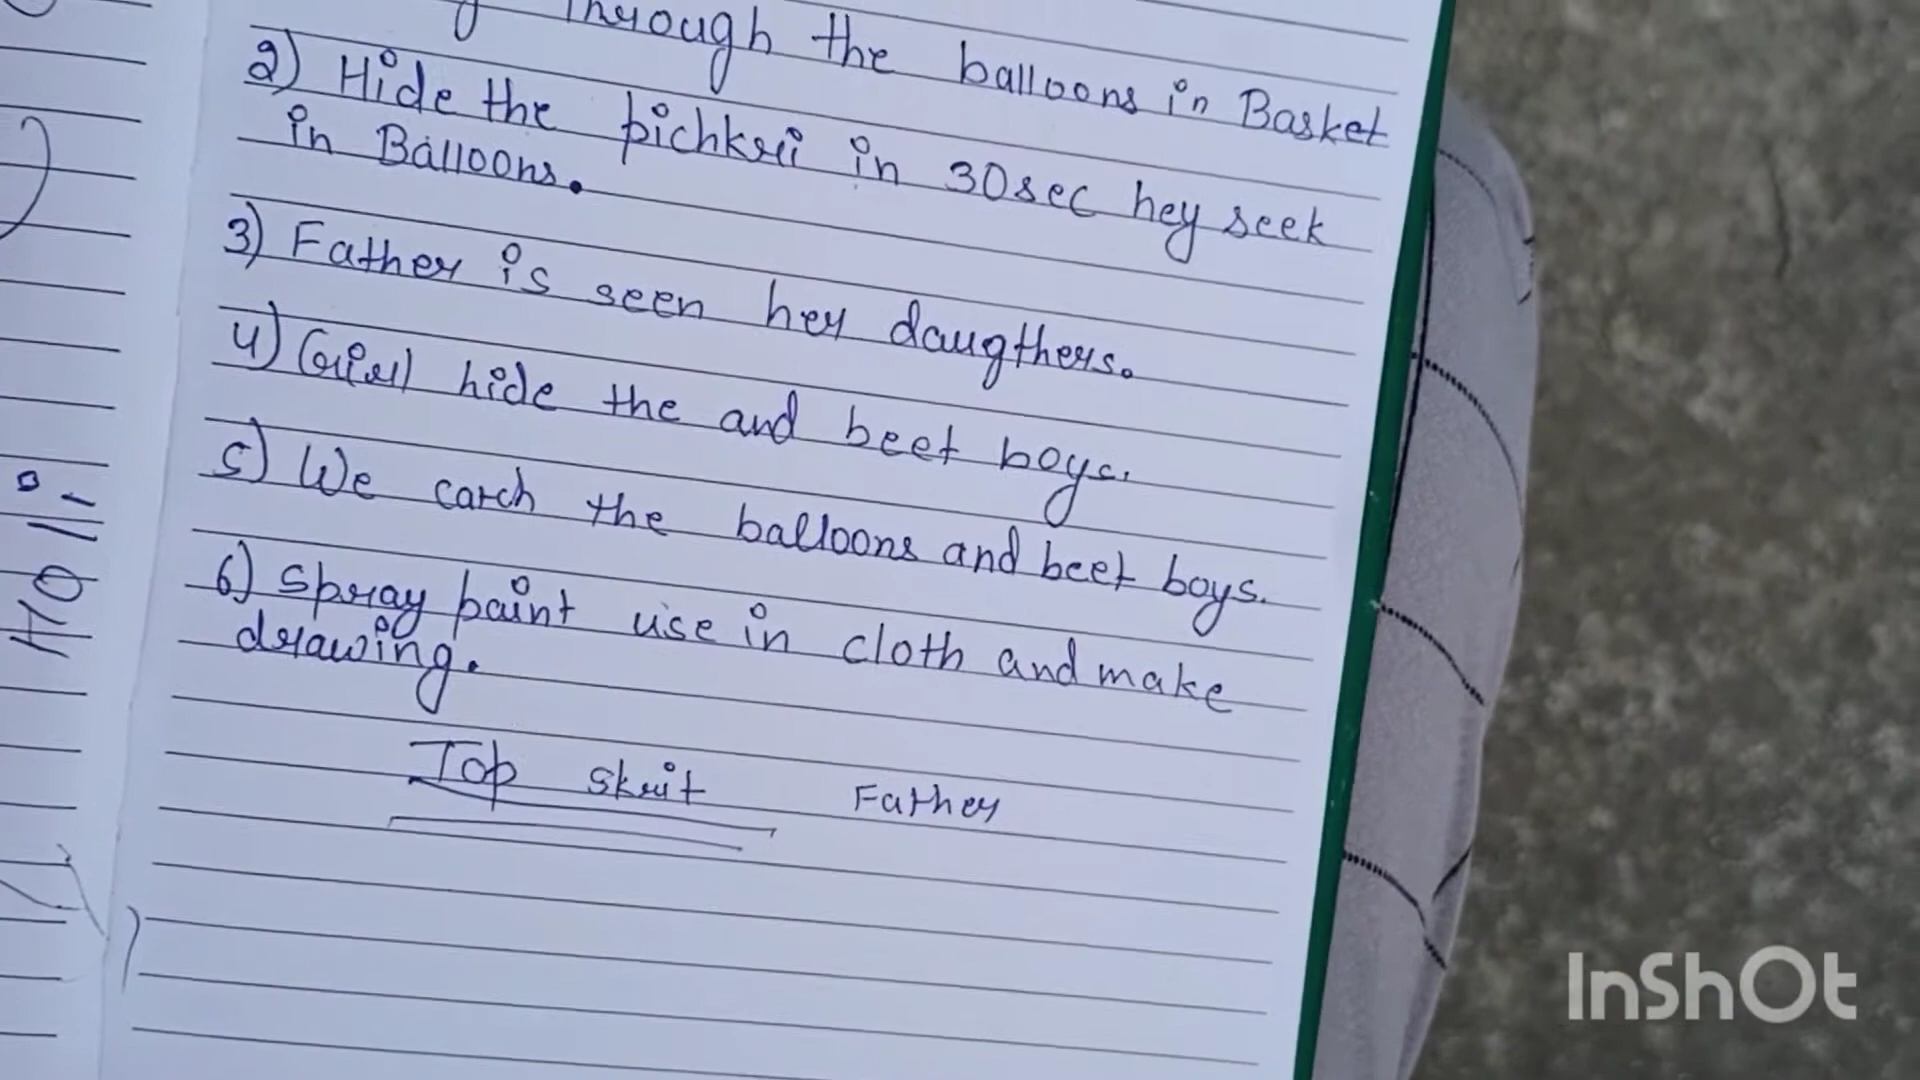 Through the balloons in Basket
2) Hide the pichkri in 30sec hey seek
in Balloons.
3) Father is seen her daugthers.
4) Girl hide the and beet boys.
5) We carch the balloons and beet boys.
6) Spray paint use in cloth and make
drawing.
Top skrit Father
Holi
InShOt